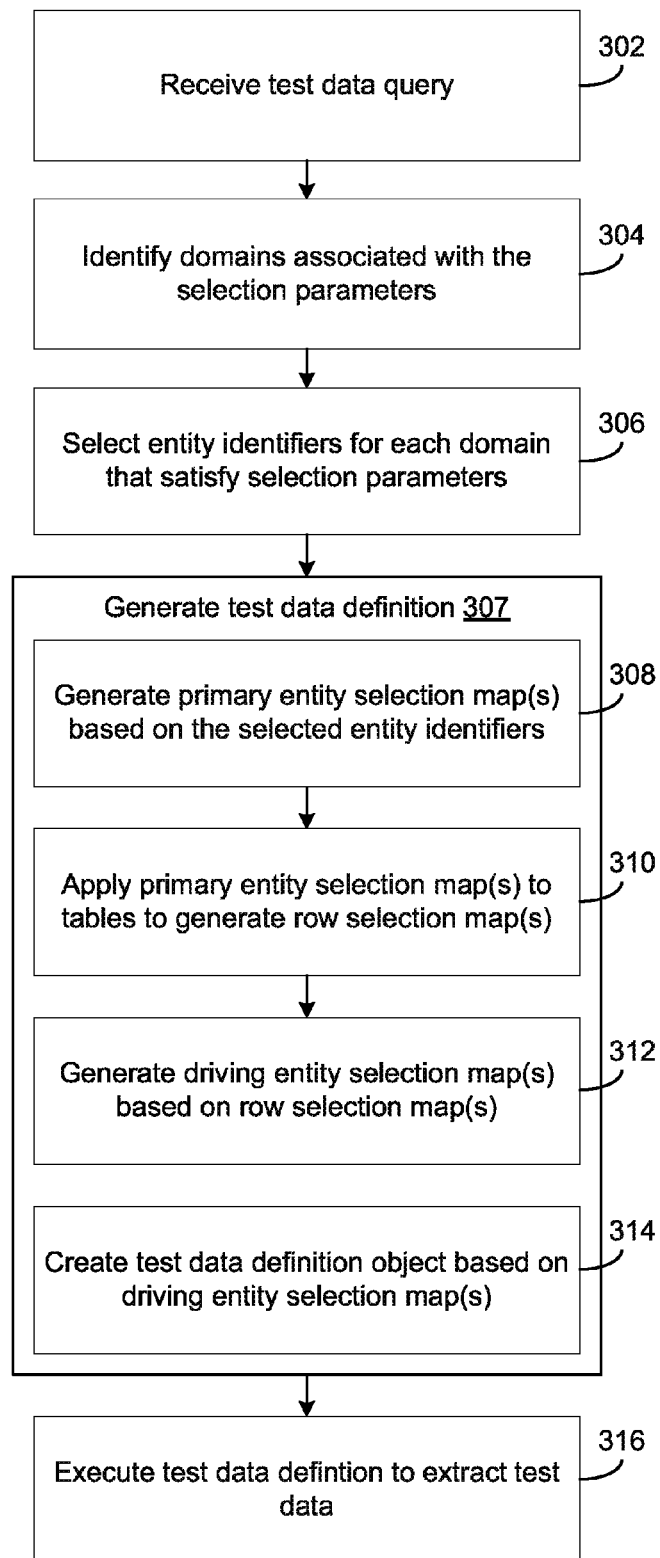 302
Receive test data query
304
Identify domains associated with the
selection parameters
306
Select entity identifiers for each domain
that satisfy selection parameters
Generate test data definition 307
308
Generate primary entity selection map(s)
based on the selected entity identifiers
310
Apply primary entity selection map(s) to
tables to generate row selection map(s)
312
Generate driving entity selection map(s)
based on row selection map(s)
314
Create test data definition object based on
driving entity selection map(s)
316
Execute test data defintion to extract test
data